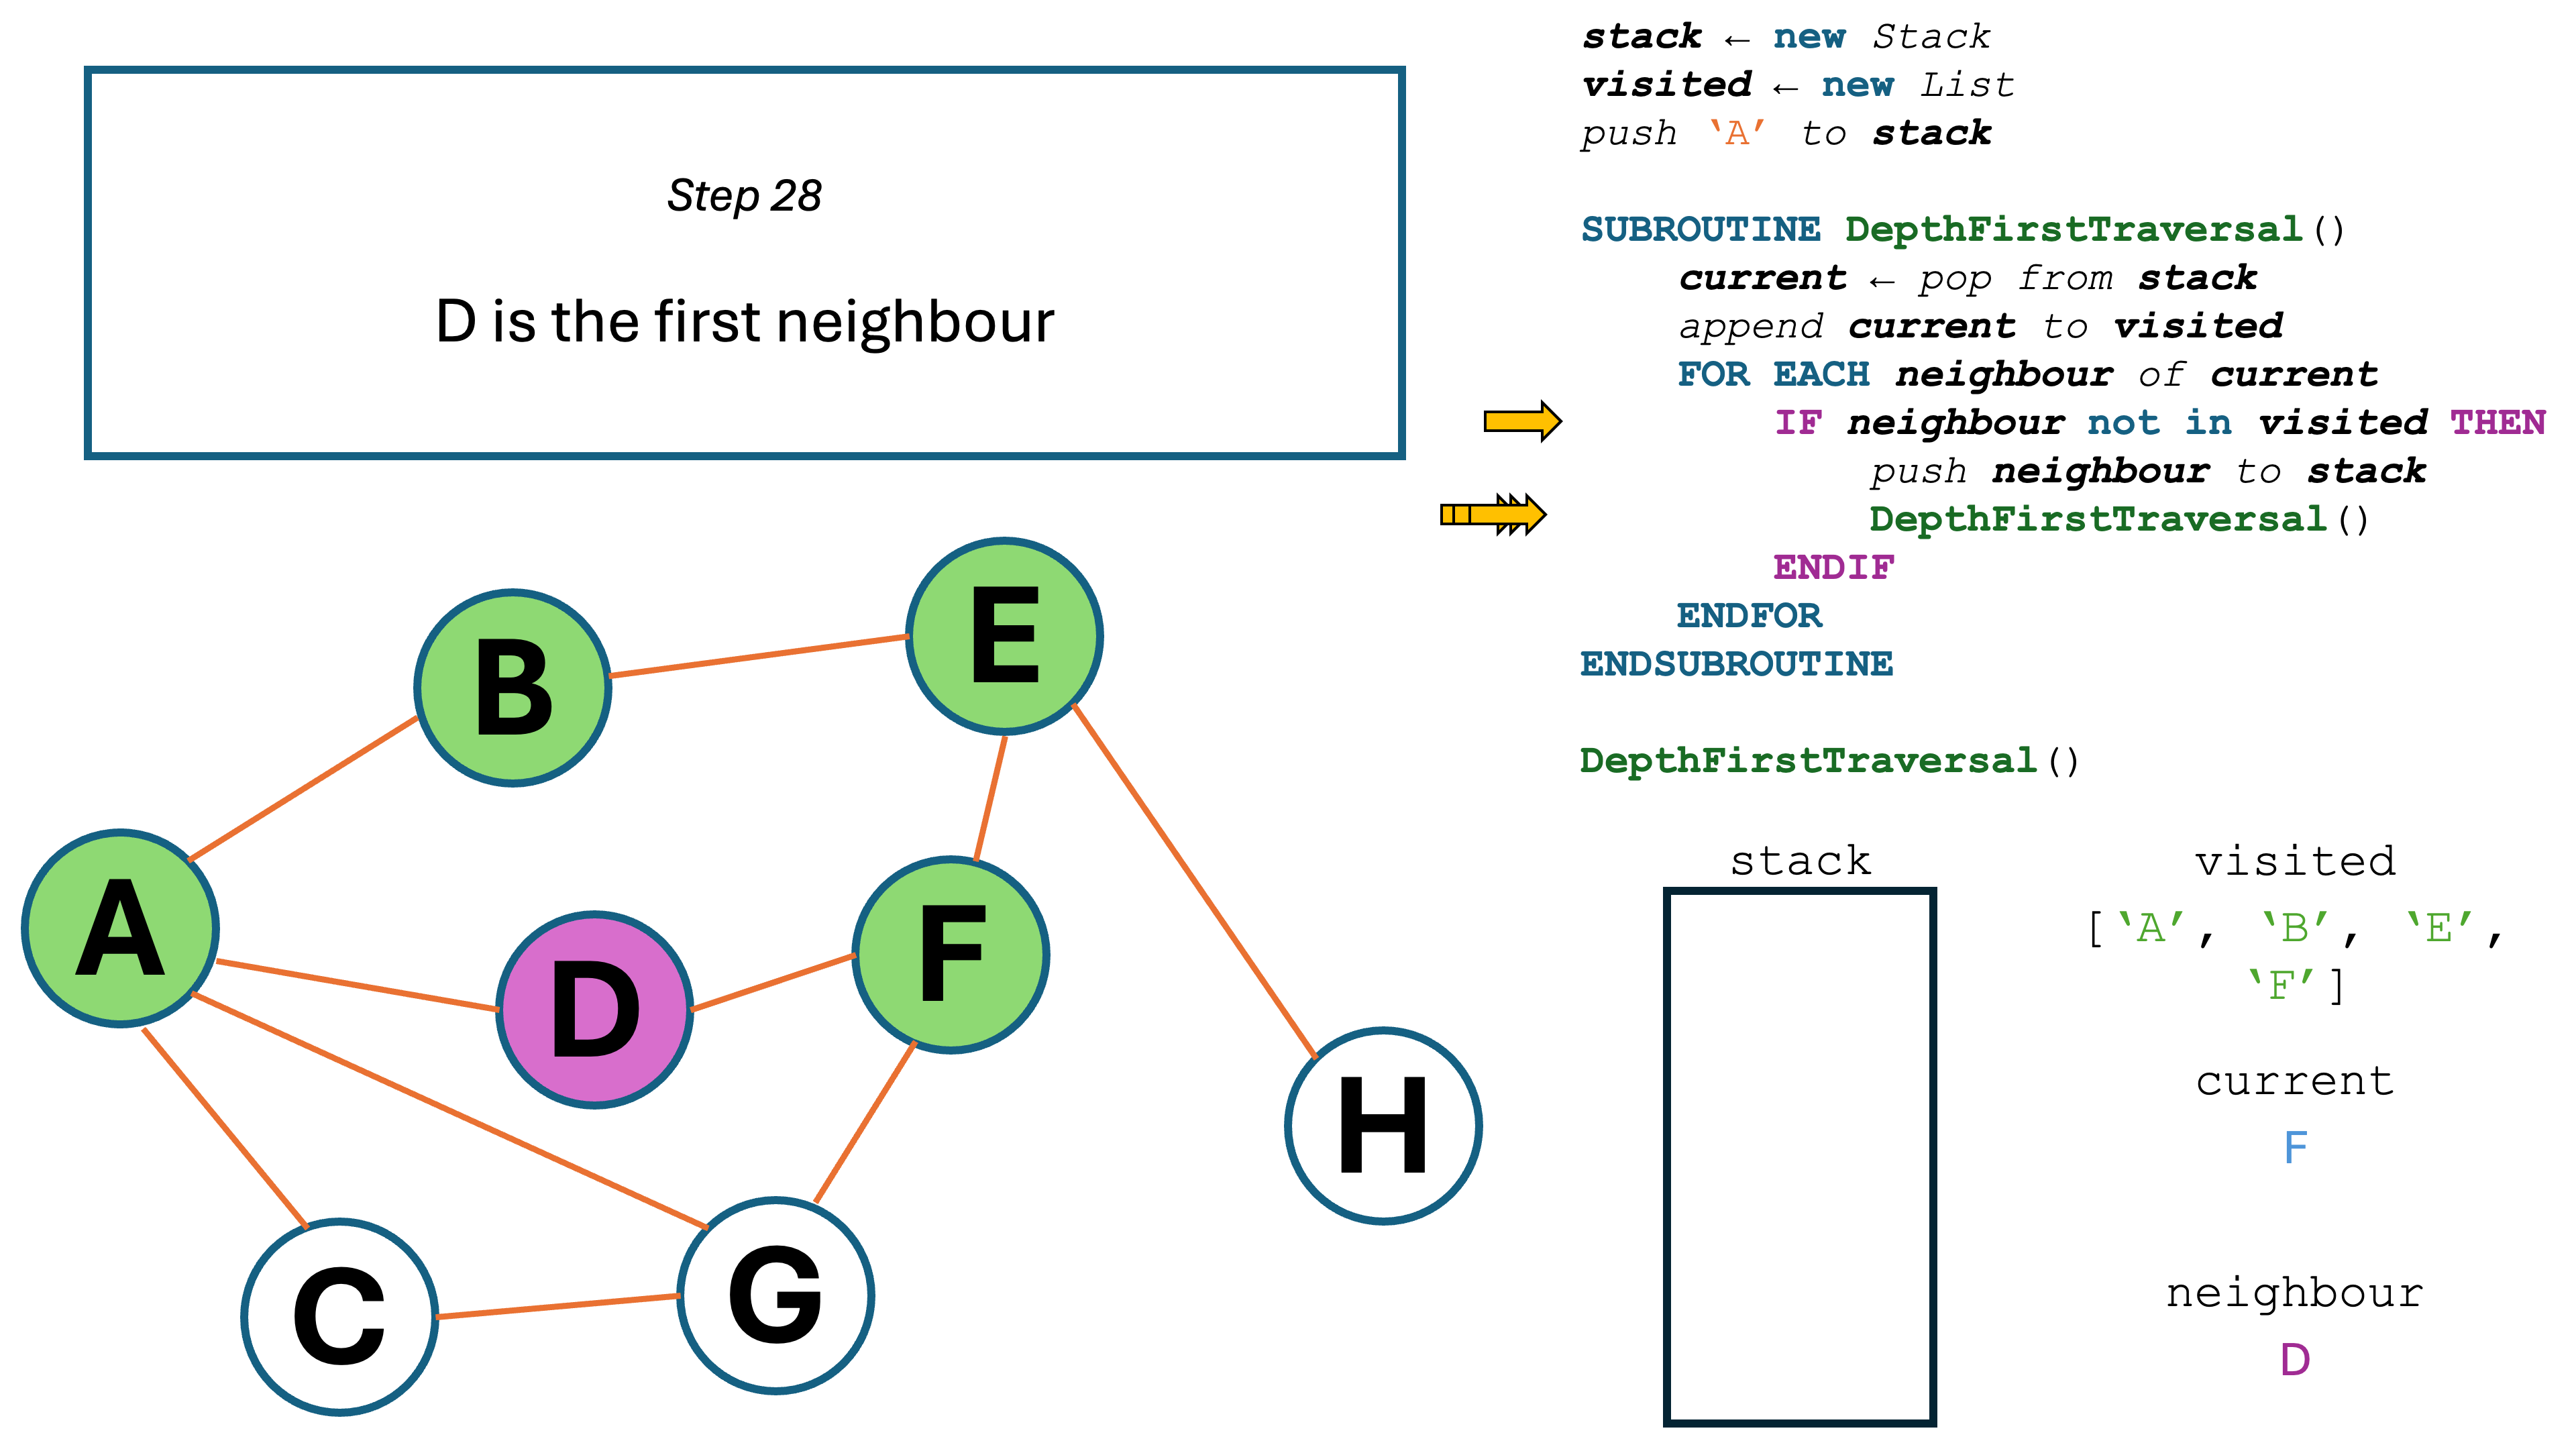 Step 28
D is the first neighbour
stack ← new Stack
visited ← new List
push ‘A’ to stack
SUBROUTINE DepthFirstTraversal()
current ← pop from stack
append current to visited
FOR EACH neighbour of current
IF neighbour not in visited THEN
push neighbour to stack
DepthFirstTraversal()
ENDIF
ENDFOR
ENDSUBROUTINE
DepthFirstTraversal()
B
E
A
D
F
H
C
G
stack
visited
[‘A’, ‘B’, ‘E’,
‘F’]
current
F
neighbour
D